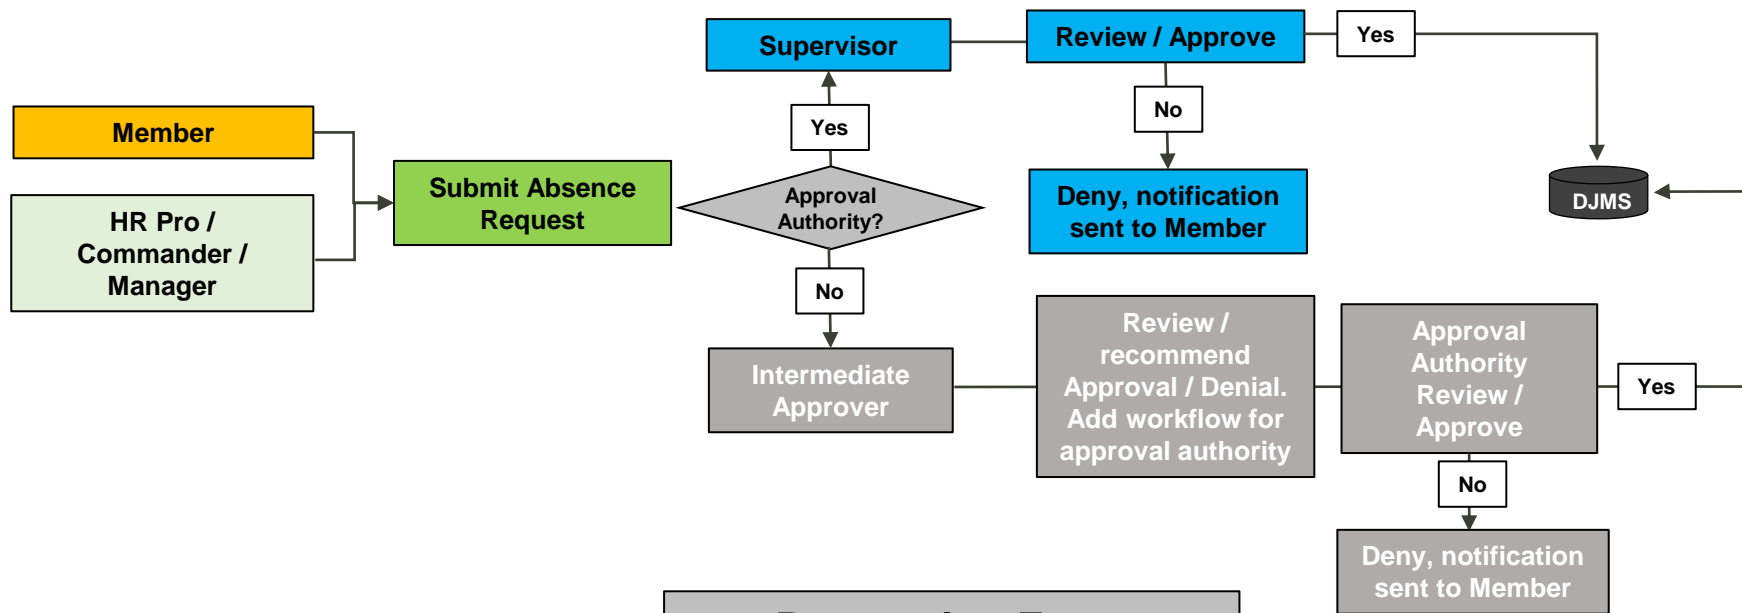 Supervisor
Review / Approve
Yes
Member
Yes
No
Submit Absence
Request
Approval
Authority?
Deny, notification
sent to Member
DJMS
HR Pro /
Commander /
Manager
No
Intermediate
Approver
Review /
recommend
Approval / Denial.
Add workflow for
approval authority
Approval
Authority
Review /
Approve
Yes
No
Deny, notification
sent to Member